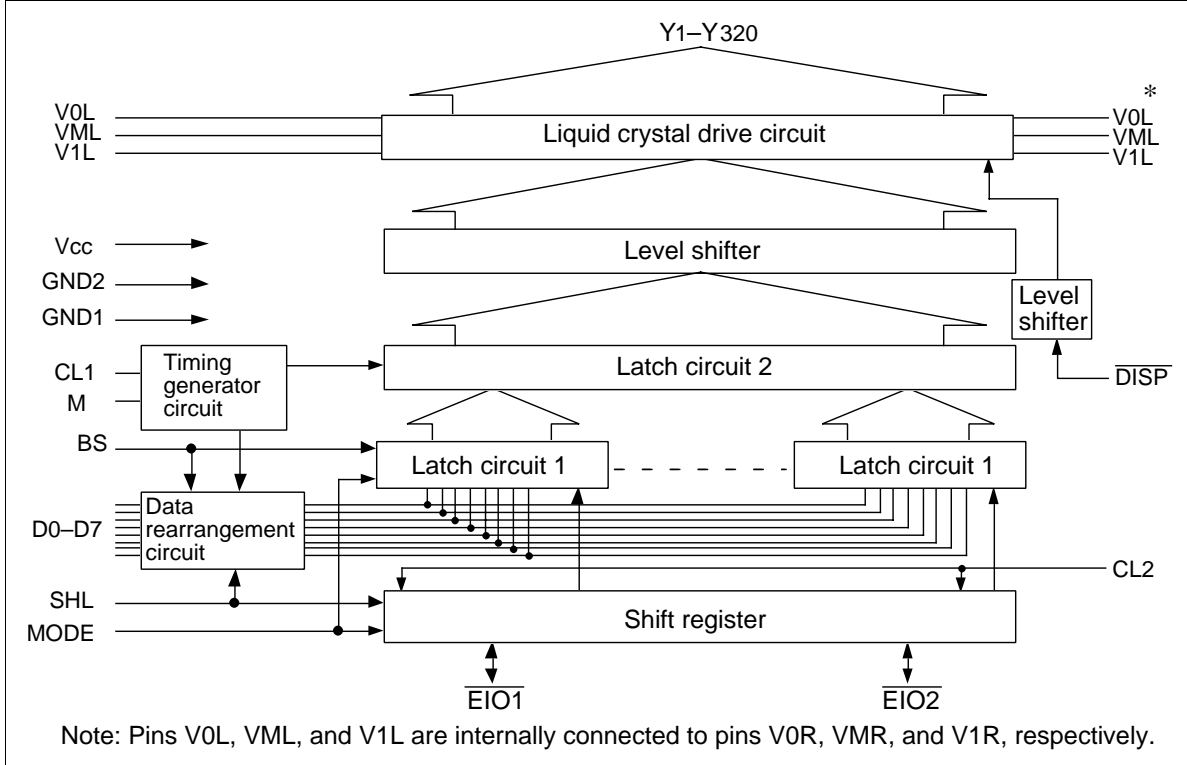 Y1–Y320
*
V0L
VML
V1L
Liquid crystal drive circuit
V0L
VML
V1L
Vcc
GND2
GND1
Level shifter
Level
shifter
CL1
M
Timing
generator
circuit
Latch circuit 2
DISP
BS
Latch circuit 1
Latch circuit 1
D0–D7
Data
rearrangement
circuit
CL2
SHL
MODE
Shift register
EIO1
EIO2
Note: Pins V0L, VML, and V1L are internally connected to pins V0R, VMR, and V1R, respectively.